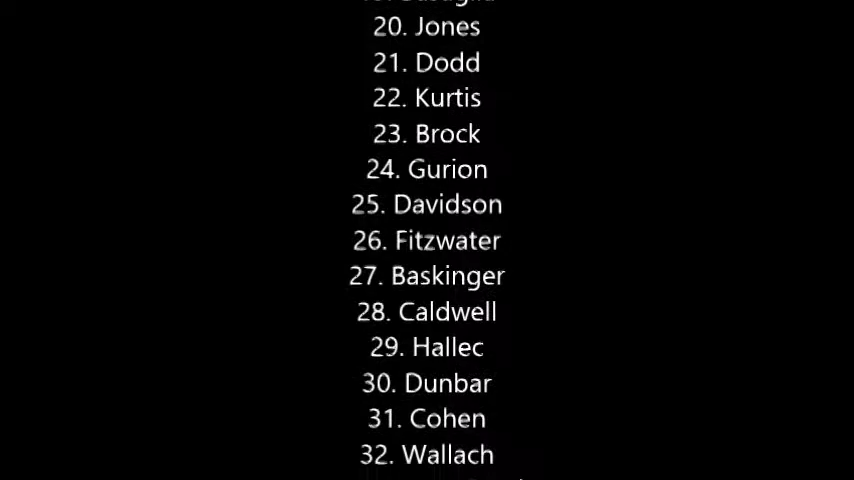 20. Jones
21. Dodd
22. Kurtis
23. Brock
24. Gurion
25. Davidson
26. Fitzwater
27. Baskinger
28. Caldwell
29. Hallec
30. Dunbar
31. Cohen
32. Wallach